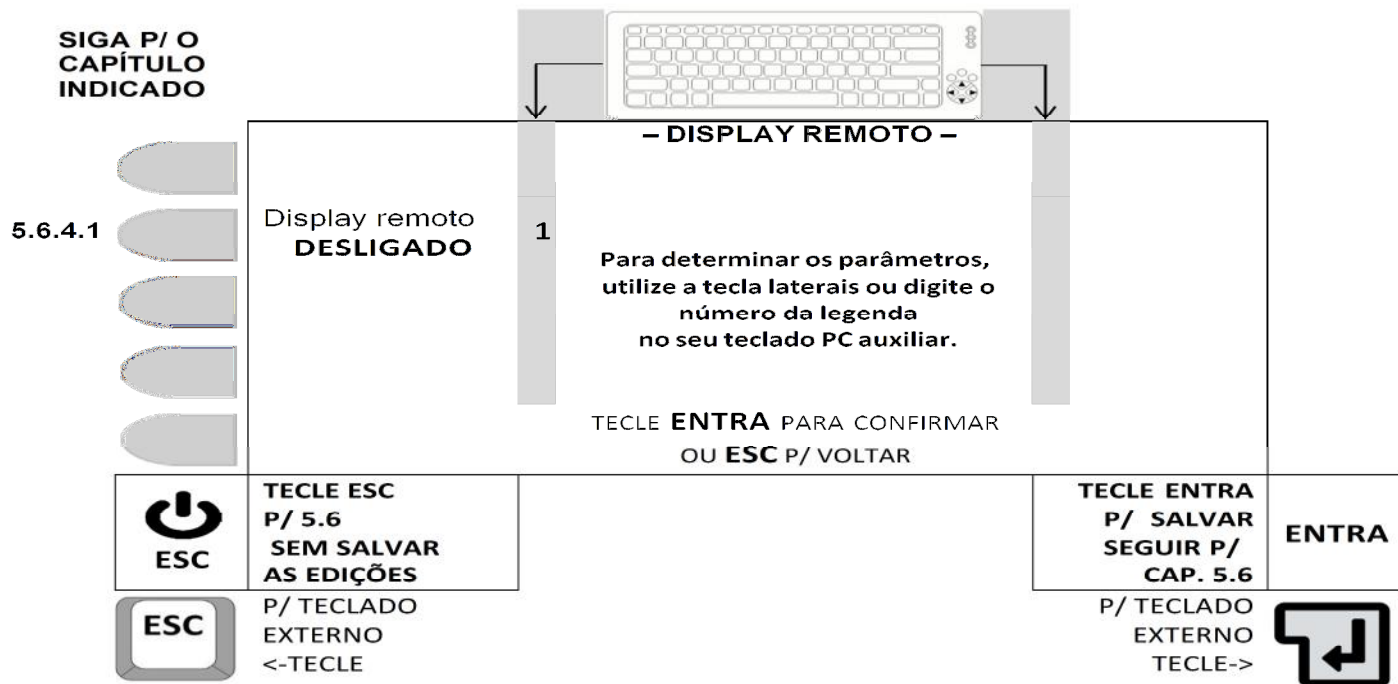 SIGA P/ O
CAPÍTULO
INDICADO
– DISPLAY REMOTO –
5.6.4.1
Display remoto
DESLIGADO
1
Para determinar os parâmetros,
utilize a tecla laterais ou digite o
número da legenda
no seu teclado PC auxiliar.
TECLE ENTRA PARA CONFIRMAR
OU ESC P/ VOLTAR
ESC
TECLE ESC
P/ 5.6
SEM SALVAR
AS EDIÇÕES
TECLE ENTRA
P/ SALVAR
SEGUIR P/
CAP. 5.6
ENTRA
ESC
P/ TECLADO
EXTERNO
<-TECLE
P/ TECLADO
EXTERNO
TECLE->